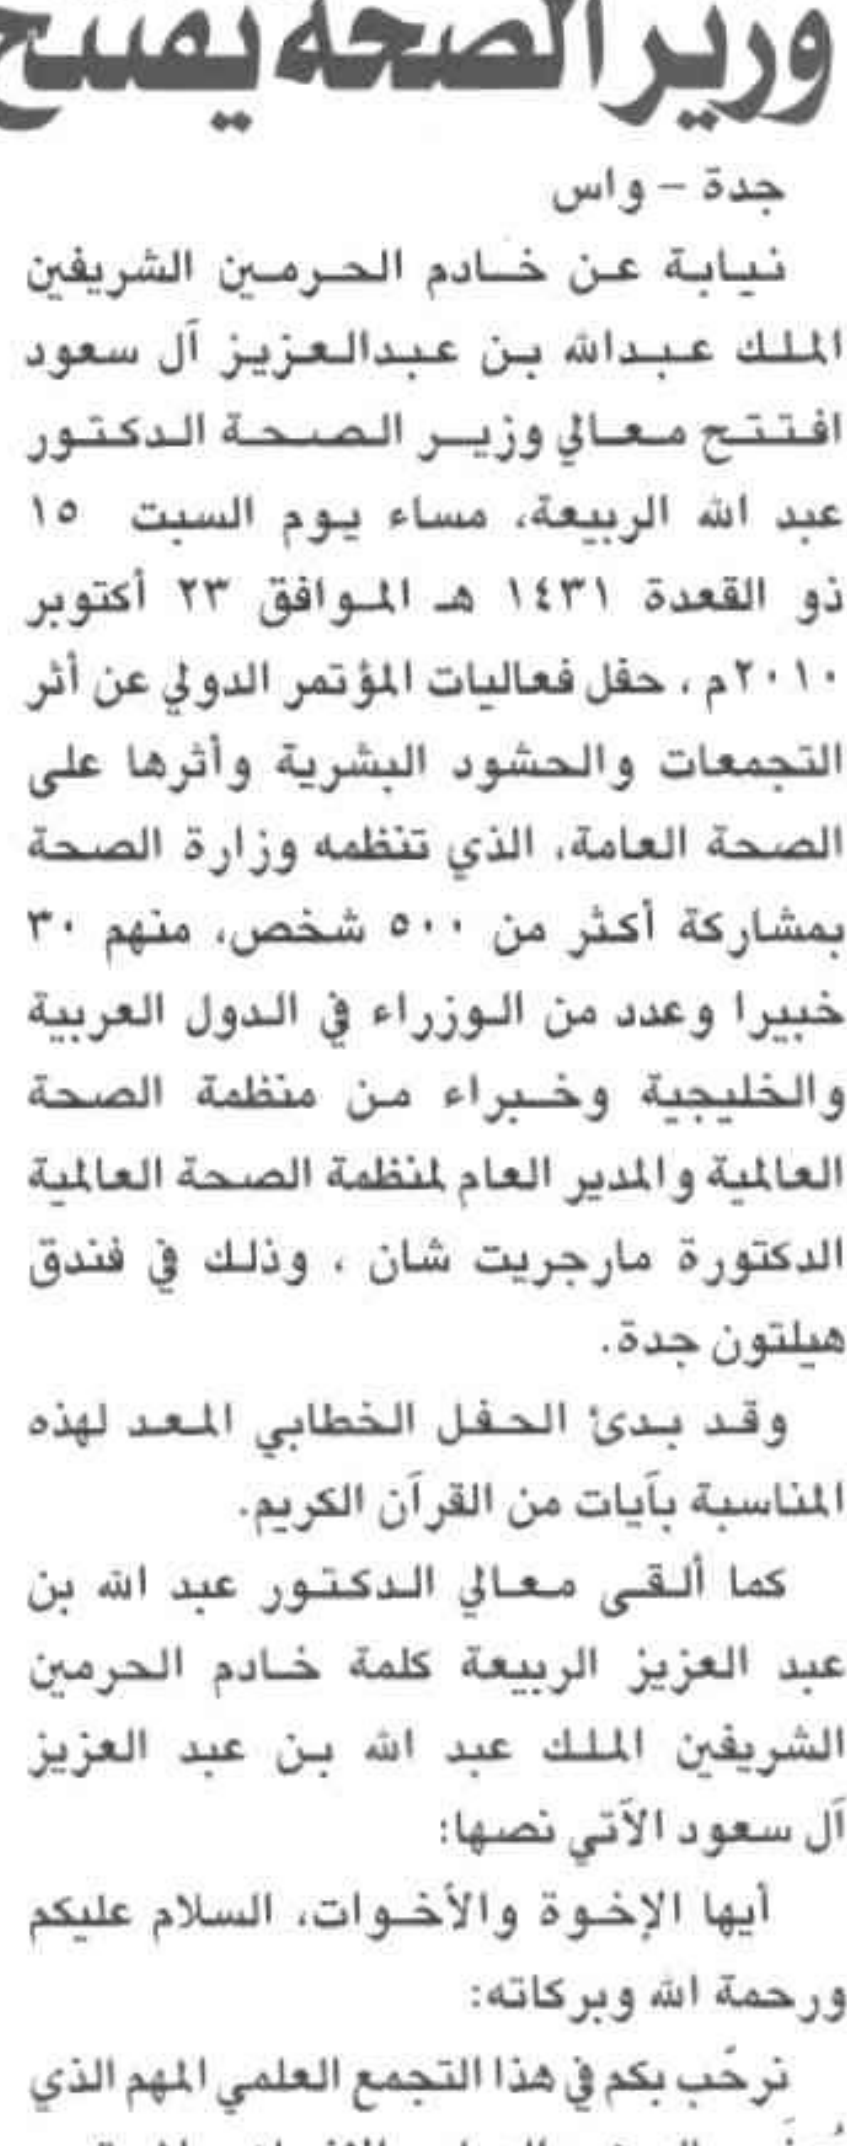 وزير الصحة يفتتح
جدة – واس
نيابة عن خادم الحرمين الشريفين
الملك عبدالله بن عبدالعزيز آل سعود
افتتح معالي وزير الصحة الدكتور
عبد الله الربيعة، مساء يوم السبت ١٥
ذو القعدة ١٤٣١ هـ الموافق ٢٣ أكتوبر
٢٠١٠م ، حفل فعاليات المؤتمر الدولي عن أثر
التجمعات والحشود البشرية وأثرها على
الصحة العامة، الذي تنظمه وزارة الصحة
بمشاركة أكثر من ٥٠٠ شخص، منهم ٣٠
خبيرا وعدد من الوزراء في الدول العربية
والخليجية وخبراء من منظمة الصحة
العالمية والمدير العام لمنظمة الصحة العالمية
الدكتورة مارجريت شان ، وذلك في فندق
هيلتون جدة.
وقد بدئ الحفل الخطابي المعد لهذه
المناسبة بآيات من القرآن الكريم.
كما ألقى معالي الدكتور عبد الله بن
عبد العزيز الربيعة كلمة خادم الحرمين
الشريفين الملك عبد الله بن عبد العزيز
آل سعود الآتي نصها:
أيها الإخوة والأخوات، السلام عليكم
ورحمة الله وبركاته:
نرحّب بكم في هذا التجمع العلمي المهم الذي